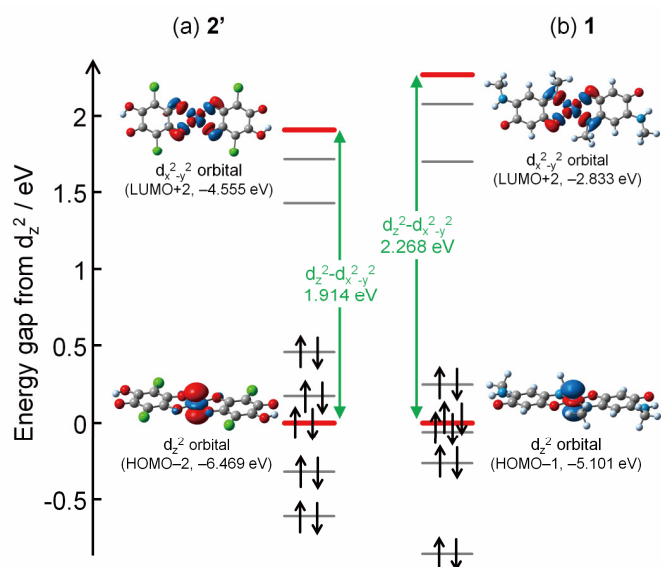 (a) 2’
(b) 1
Energy gap from dz²/ eV
2
1.5
1
0.5
0
-0.5
dx²-y² orbital
(LUMO+2, –4.555 eV)
dz²-dx²-y²
1.914 eV
dz² orbital
(HOMO–2, –6.469 eV)
dx²-y² orbital
(LUMO+2, –2.833 eV)
dz²-dx²-y²
2.268 eV
dz² orbital
(HOMO–1, –5.101 eV)